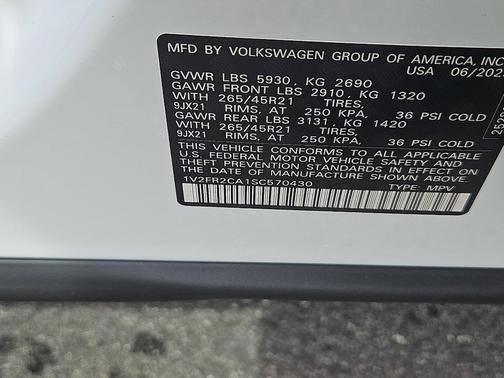 MFD BY VOLKSWAGEN GROUP OF AMERICA, INC
USA 06/202
GVWR LBS 5930, KG 2690
GAWR FRONT LBS 2910, KG 1320
WITH 265/45R21 TIRES,
9JX21 RIMS, AT 250 KPA, 36 PSI COLD
GAWR REAR LBS 3131, KG 1420
WITH 265/45R21 TIRES,
9JX21 RIMS, AT 250 KPA, 36 PSI COLD
THIS VEHICLE CONFORMS TO ALL APPLICABLE
U.S. FEDERAL MOTOR VEHICLE SAFETY AND
THEFT PREVENTION STANDARDS IN EFFECT ON
THE DATE OF MANUFACTURE SHOWN ABOVE
1V2FR2CA1SC570430 TYPE: MPV